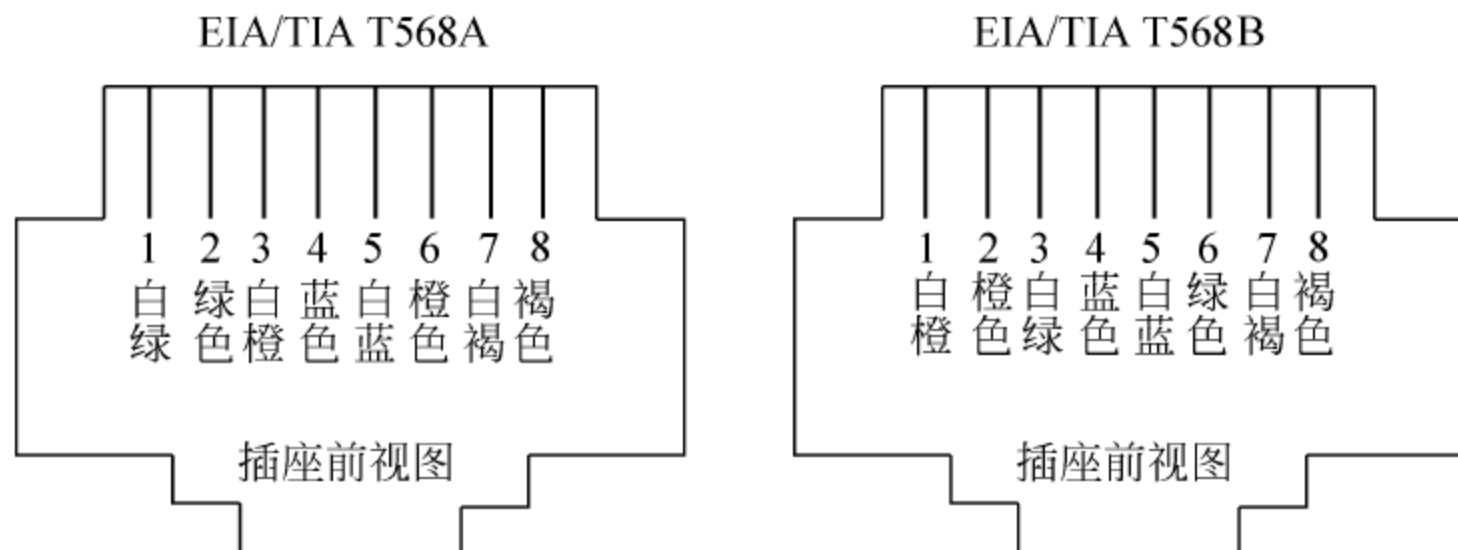 EIA/TIA T568A
1 2 3 4 5 6 7 8
白 绿 白 蓝 白 橙 白 褐
绿 色 橙 色 蓝 色 褐 色
插座前视图
EIA/TIA T568B
1 2 3 4 5 6 7 8
白 橙 白 蓝 白 绿 白 褐
橙 色 绿 色 蓝 色 褐 色
插座前视图